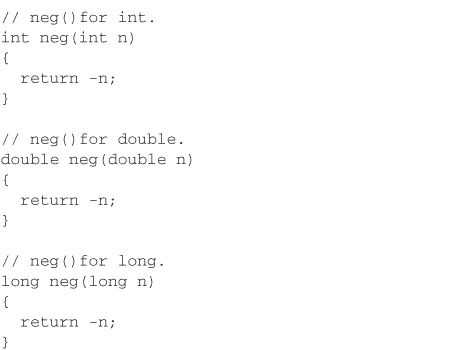 // neg()for int.
int neg(int n)
{
  return -n;
}

// neg()for double.
double neg(double n)
{
  return -n;
}

// neg()for long.
long neg(long n)
{
  return -n;
}